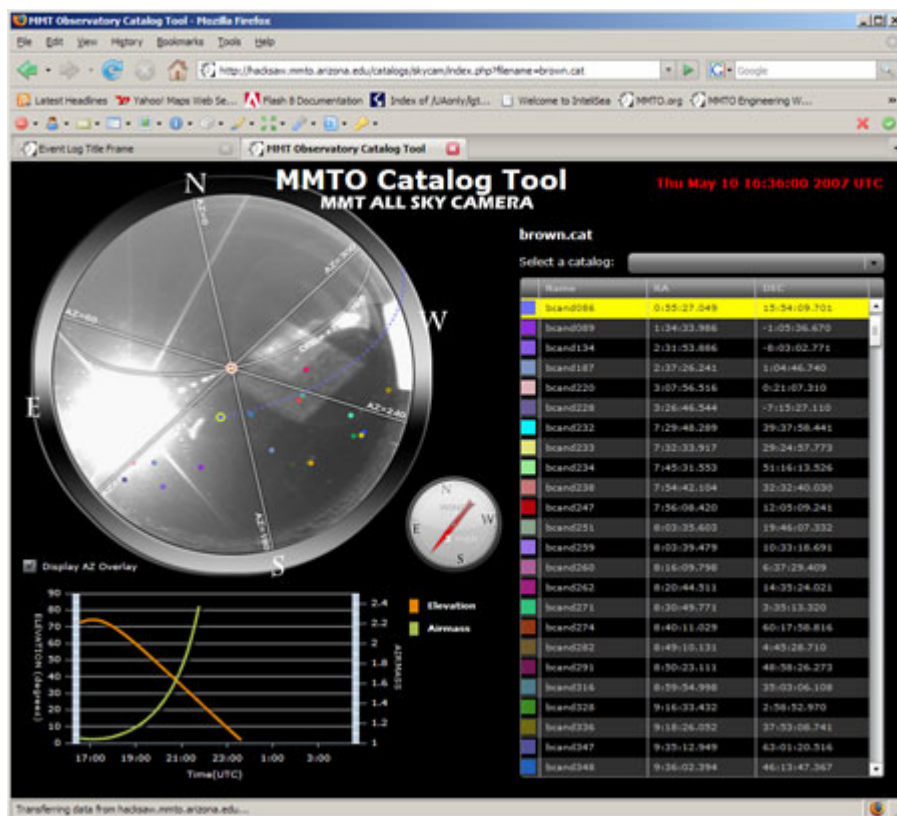 MMT Observatory Catalog Tool - Mozilla Firefox
File Edit View History Bookmarks Tools Help
http://hacksaw.mmto.arizona.edu/catalogs/skycam/index.php?filename=brown.cat
Google
Latest Headlines Yahoo! Maps Web Se... Flash 8 Documentation Index of /UAonly/gt... Welcome to IntelSea MMTO.org MMTO Engineering W...
Event Log Title Frame
MMT Observatory Catalog Tool
MMTO Catalog Tool
MMT ALL SKY CAMERA
Thu May 10 16:36:00 2007 UTC
N
AZ=0
AZ=300
AZ=60
W
E
AZ=240
AZ=180
S
N
E
W
S
Display AZ Overlay
brown.cat
Select a catalog:
Name RA DEC
bcand086 0:55:27.049 15:54:09.701
bcand089 1:34:33.986 -1:05:36.670
bcand134 2:31:53.886 -8:03:02.771
bcand187 2:37:26.241 1:04:46.740
bcand220 3:07:56.516 0:21:07.310
bcand228 3:26:46.544 -7:15:27.110
bcand232 7:29:48.289 39:37:58.441
bcand233 7:32:33.917 29:24:57.773
bcand234 7:45:31.553 51:16:13.526
bcand238 7:54:42.104 32:32:40.030
bcand247 7:56:08.420 12:05:09.241
bcand251 8:03:35.603 19:46:07.332
bcand259 8:03:39.479 10:33:18.691
bcand260 8:16:09.798 6:37:29.409
bcand262 8:20:44.511 14:35:24.021
bcand271 8:30:49.771 3:35:13.320
bcand274 8:40:11.029 60:17:58.816
bcand282 8:49:10.131 4:45:28.710
bcand291 8:50:23.111 48:58:26.273
bcand316 8:59:54.998 35:03:06.108
bcand328 9:16:33.432 2:58:52.970
bcand336 9:18:26.052 37:53:08.741
bcand347 9:35:12.949 63:01:20.516
bcand348 9:36:02.394 46:13:47.367
ELEVATION (degrees)
90
80
70
60
50
40
30
20
10
0
2.4
2.2
2
1.8
1.6
1.4
1.2
1
AIRMASS
17:00 19:00 21:00 23:00 1:00 3:00
Time(UTC)
Elevation
Airmass
Transferring data from hacksaw.mmto.arizona.edu...